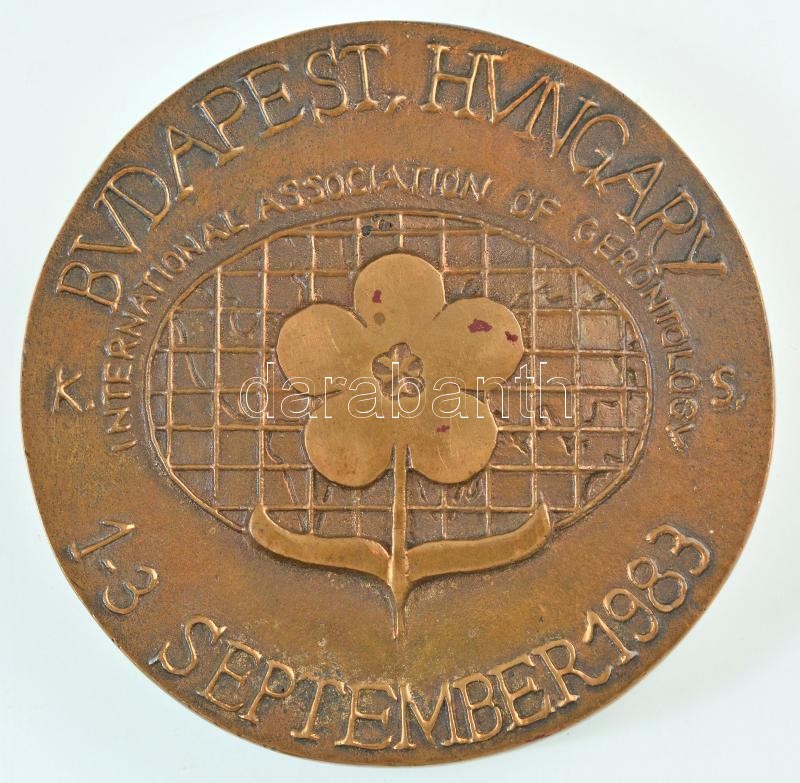 BVDAPEST, HVNGARY
INTERNATIONAL ASSOCIATION OF GERONTOLOGY
K S.
darabanth
1-3 SEPTEMBER 1983